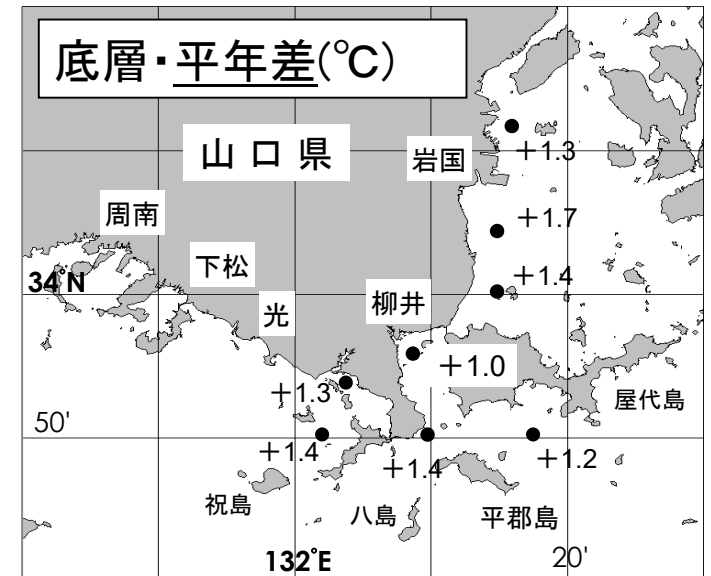 底層・平年差(℃)
山口県
岩国
＋1.3
周南
＋1.7
下松
34°N
＋1.4
光
柳井
＋1.0
＋1.3
屋代島
50'
＋1.4
＋1.4
＋1.2
祝島
八島
平郡島
132°E
20'